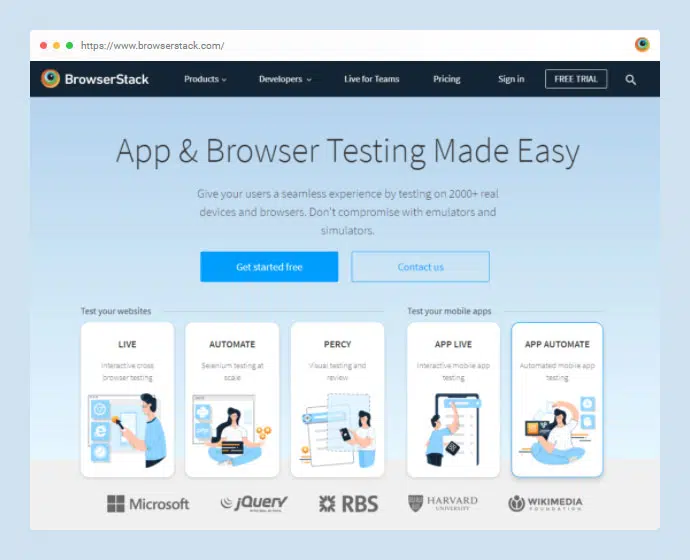 https://www.browserstack.com/
BrowserStack Products Developers Live for Teams Pricing Sign in FREE TRIAL
App & Browser Testing Made Easy
Give your users a seamless experience by testing on 2000+ real
devices and browsers. Don't compromise with emulators and
simulators.
Get started free Contact us
Test your websites
LIVE
Interactive cross
browser testing
AUTOMATE
Selenium testing at
scale
PERCY
Visual testing and
review
Test your mobile apps
APP LIVE
Interactive mobile app
testing
APP AUTOMATE
Automated mobile app
testing
Microsoft
jQuery
RBS
HARVARD
UNIVERSITY
WIKIMEDIA
FOUNDATION